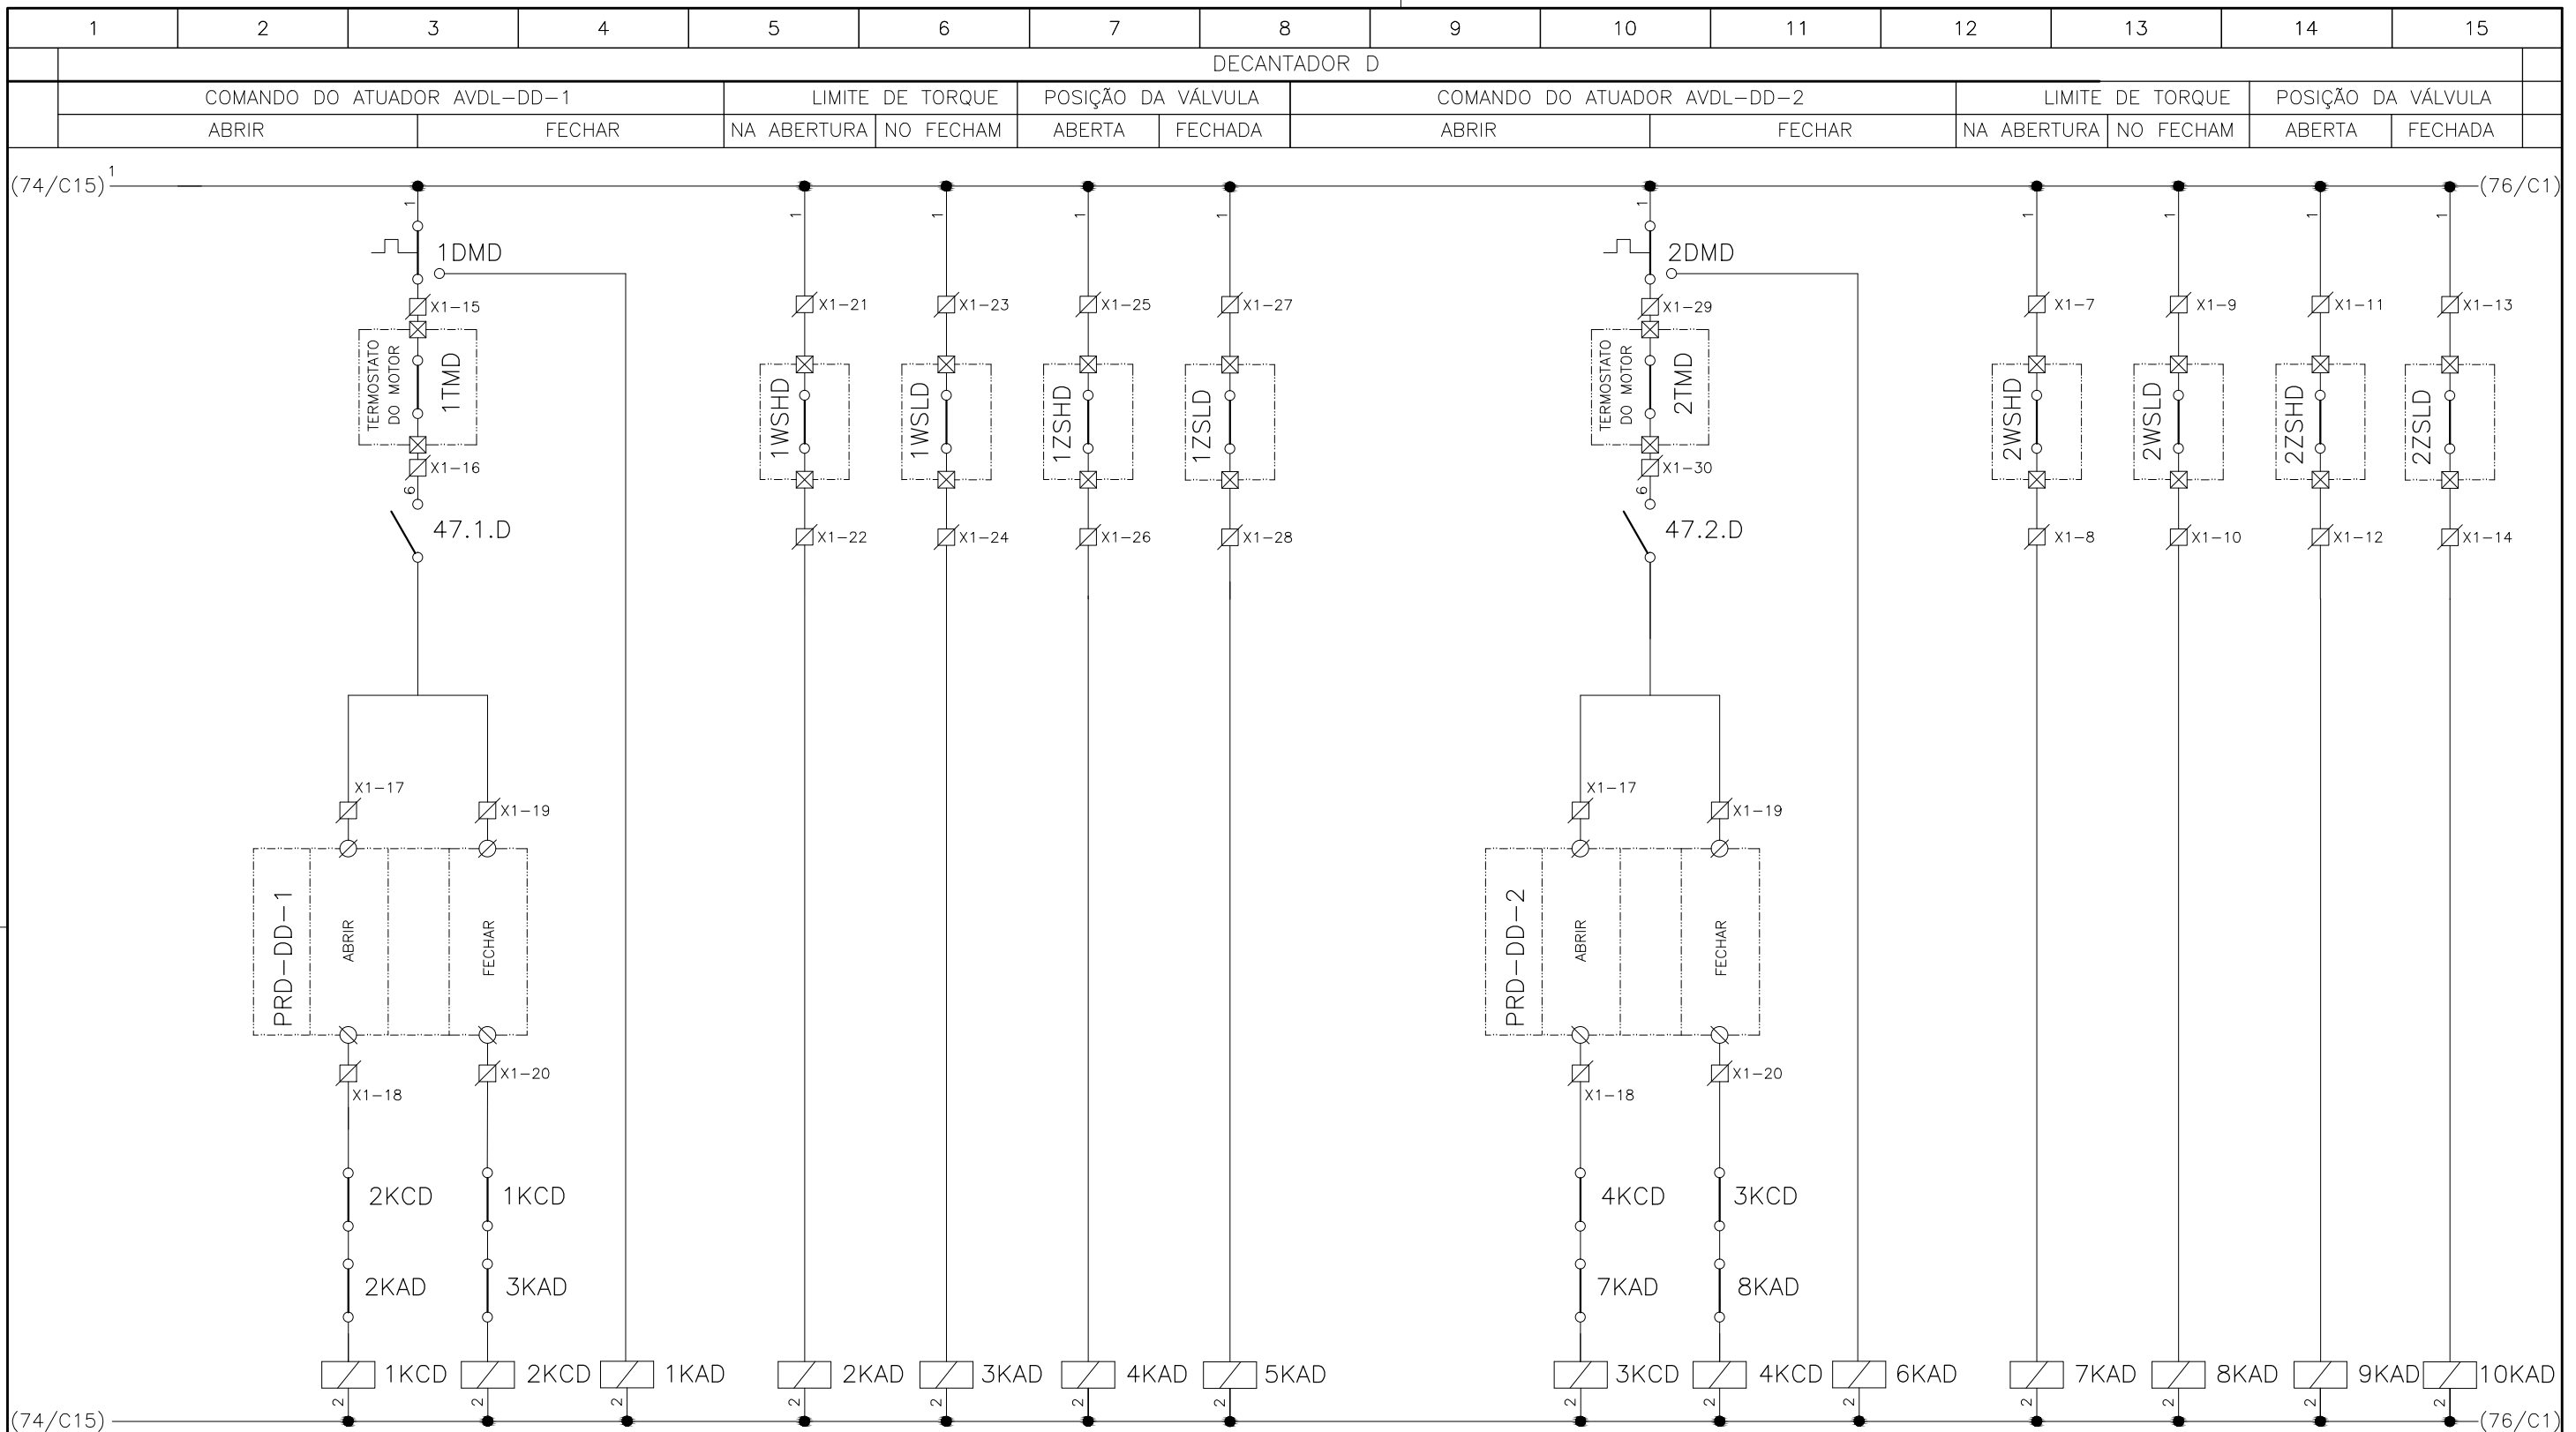 1 2 3 4 5 6 7 8 9 10 11 12 13 14 15
DECANTADOR D
COMANDO DO ATUADOR AVDL-DD-1 LIMITE DE TORQUE POSIÇÃO DA VÁLVULA COMANDO DO ATUADOR AVDL-DD-2 LIMITE DE TORQUE POSIÇÃO DA VÁLVULA
ABRIR FECHAR NA ABERTURA NO FECHAM ABERTA FECHADA ABRIR FECHAR NA ABERTURA NO FECHAM ABERTA FECHADA
(74/C15) 1 (76/C1)
1 1 1 1 1 1 1 1 1 1
1DMD 2DMD
X1-15 X1-21 X1-23 X1-25 X1-27 X1-29 X1-7 X1-9 X1-11 X1-13
TERMOSTATO
DO MOTOR
1TMD
1WSHD
1WSLD
1ZSHD
1ZSLD
TERMOSTATO
DO MOTOR
2TMD
2WSHD
2WSLD
2ZSHD
2ZSLD
X1-16 X1-30
6 6
47.1.D 47.2.D
X1-22 X1-24 X1-26 X1-28 X1-8 X1-10 X1-12 X1-14
X1-17 X1-17
X1-19 X1-19
PRD-DD-1
ABRIR
FECHAR
PRD-DD-2
ABRIR
FECHAR
X1-20 X1-20
X1-18 X1-18
2KCD 1KCD 4KCD 3KCD
2KAD 3KAD 7KAD 8KAD
1KCD 2KCD 1KAD 2KAD 3KAD 4KAD 5KAD 3KCD 4KCD 6KAD 7KAD 8KAD 9KAD 10KAD
2 2 2 2 2 2 2 2 2 2 2 2 2 2
(74/C15) (76/C1)